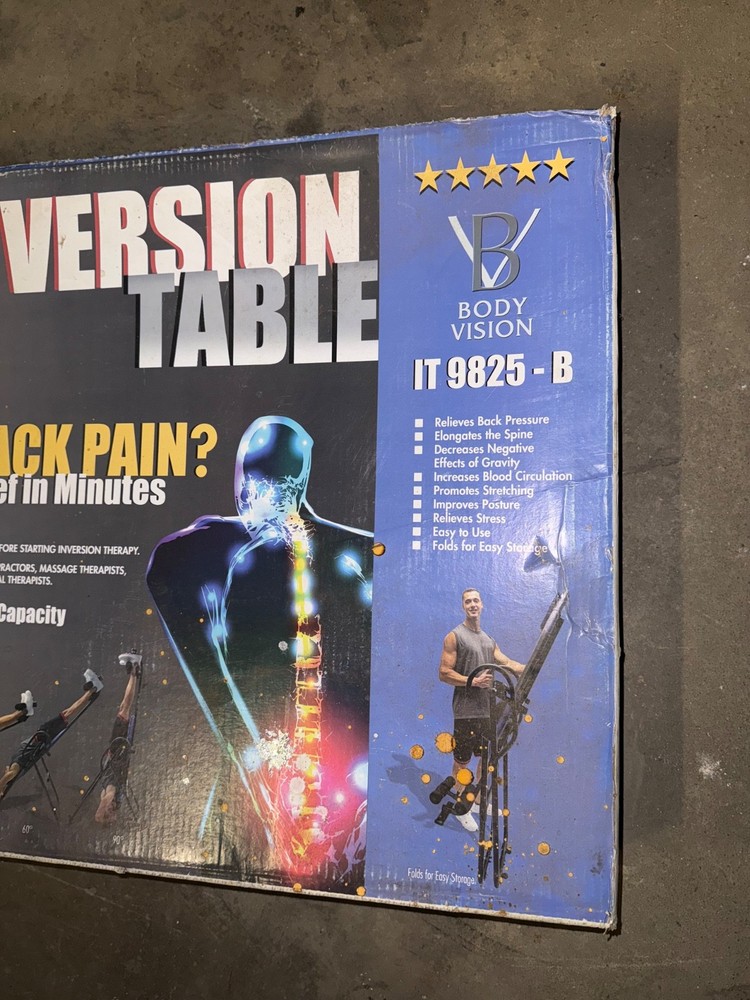 VERSION
TABLE
ACK PAIN?
ef in Minutes
FORE STARTING INVERSION THERAPY.
PRACTORS, MASSAGE THERAPISTS,
AL THERAPISTS.
Capacity
60°
90°
B
BODY
VISION
IT 9825 - B
Relieves Back Pressure
Elongates the Spine
Decreases Negative
Effects of Gravity
Increases Blood Circulation
Promotes Stretching
Improves Posture
Relieves Stress
Easy to Use
Folds for Easy Storage
Folds for Easy Storage.